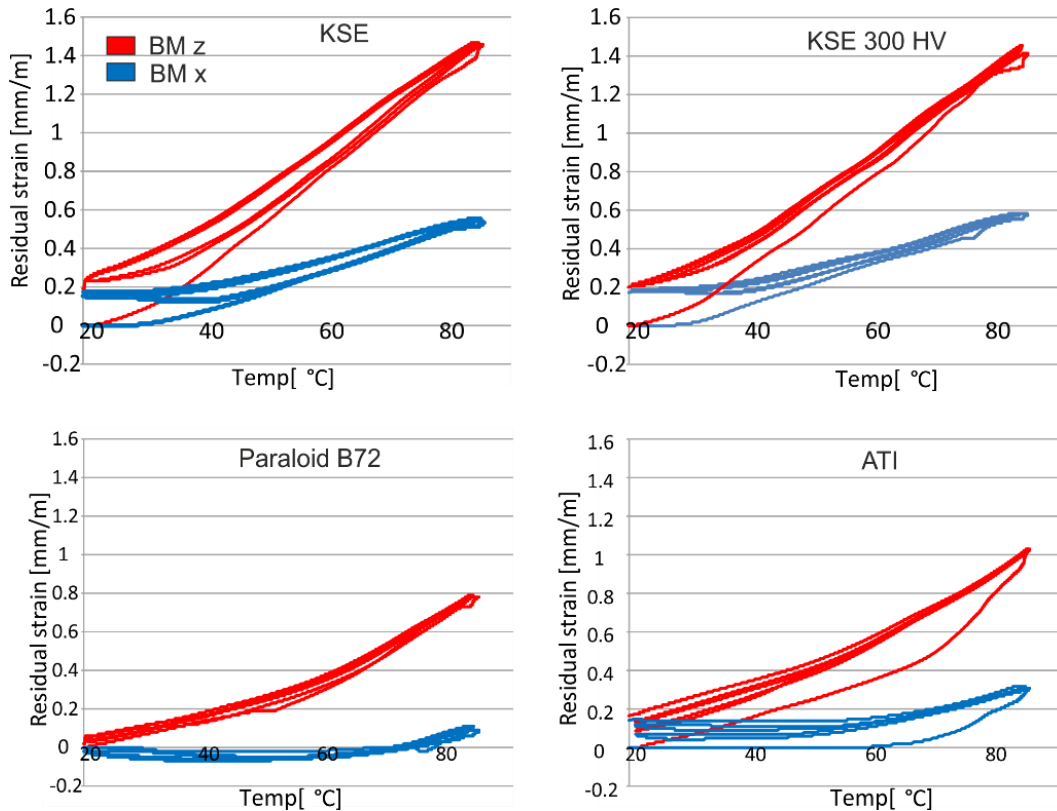 KSE
BM z
BM x
Residual strain [mm/m]
1.6
1.4
1.2
1
0.8
0.6
0.4
0.2
0
-0.2
20 40 60 80
Temp[ °C]
KSE 300 HV
Residual strain [mm/m]
1.6
1.4
1.2
1
0.8
0.6
0.4
0.2
0
-0.2
20 40 60 80
Temp[ °C]
Paraloid B72
Residual strain [mm/m]
1.6
1.4
1.2
1
0.8
0.6
0.4
0.2
0
-0.2
20 40 60 80
Temp[ °C]
ATI
Residual strain [mm/m]
1.6
1.4
1.2
1
0.8
0.6
0.4
0.2
0
-0.2
20 40 60 80
Temp[ °C]